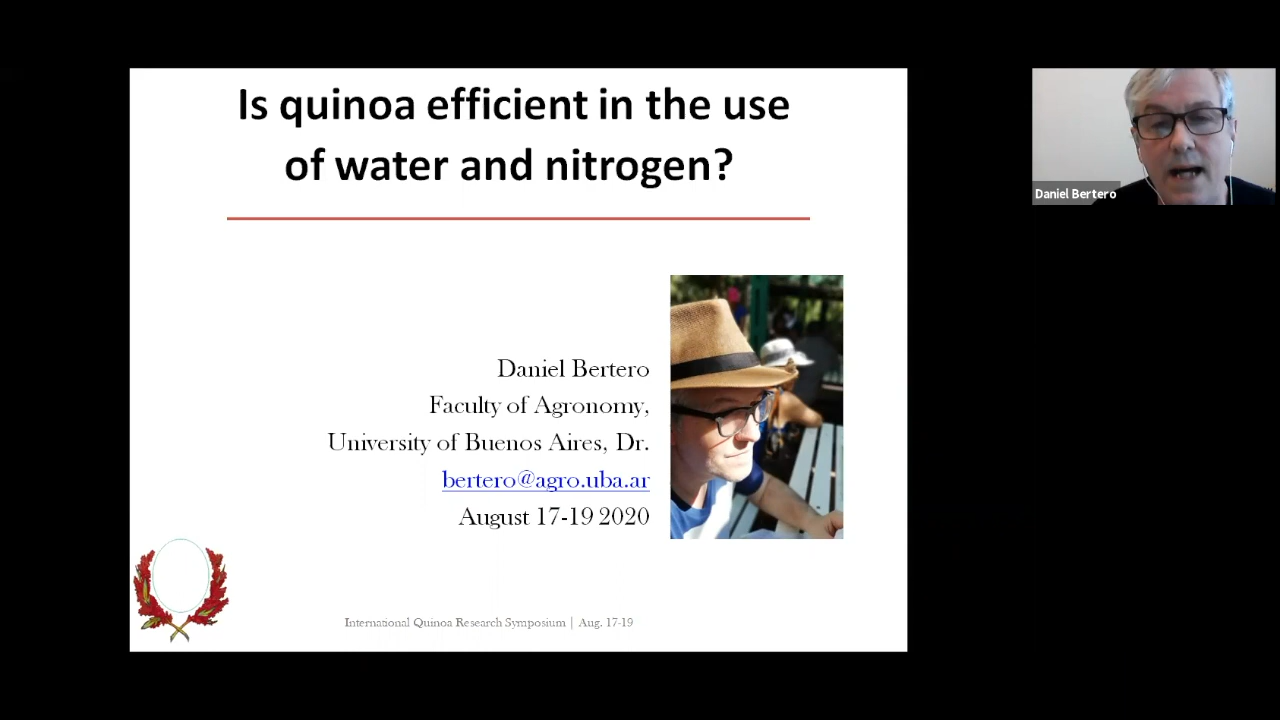 Is quinoa efficient in the use
of water and nitrogen?
Daniel Bertero
Faculty of Agronomy,
University of Buenos Aires, Dr.
bertero@agro.uba.ar
August 17-19 2020
International Quinoa Research Symposium | Aug. 17-19
Daniel Bertero